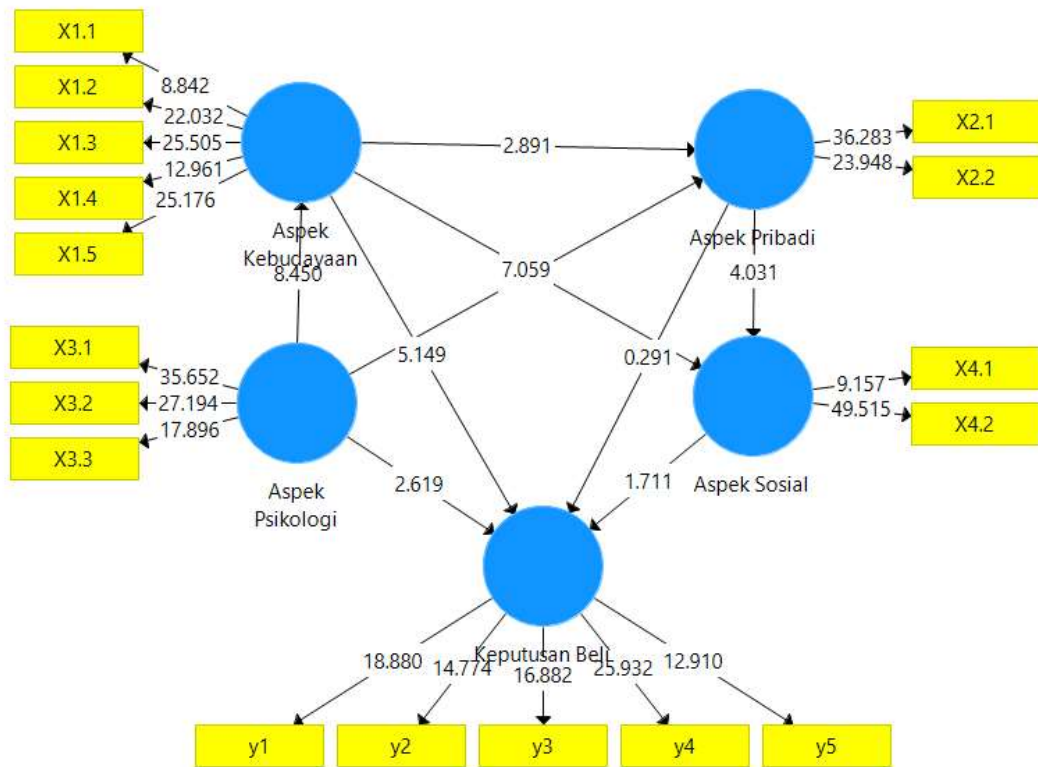 X1.1
X1.2
X1.3
X1.4
X1.5
8.842
22.032
25.505
12.961
25.176
Aspek
Kebudayaan
2.891
36.283
23.948
X2.1
X2.2
Aspek Pribadi
8.450
7.059
4.031
5.149
0.291
X3.1
X3.2
X3.3
35.652
27.194
17.896
Aspek
Psikologi
9.157
49.515
X4.1
X4.2
Aspek Sosial
2.619
1.711
Keputusan Beli
18.880
14.774
16.882
25.932
12.910
y1
y2
y3
y4
y5